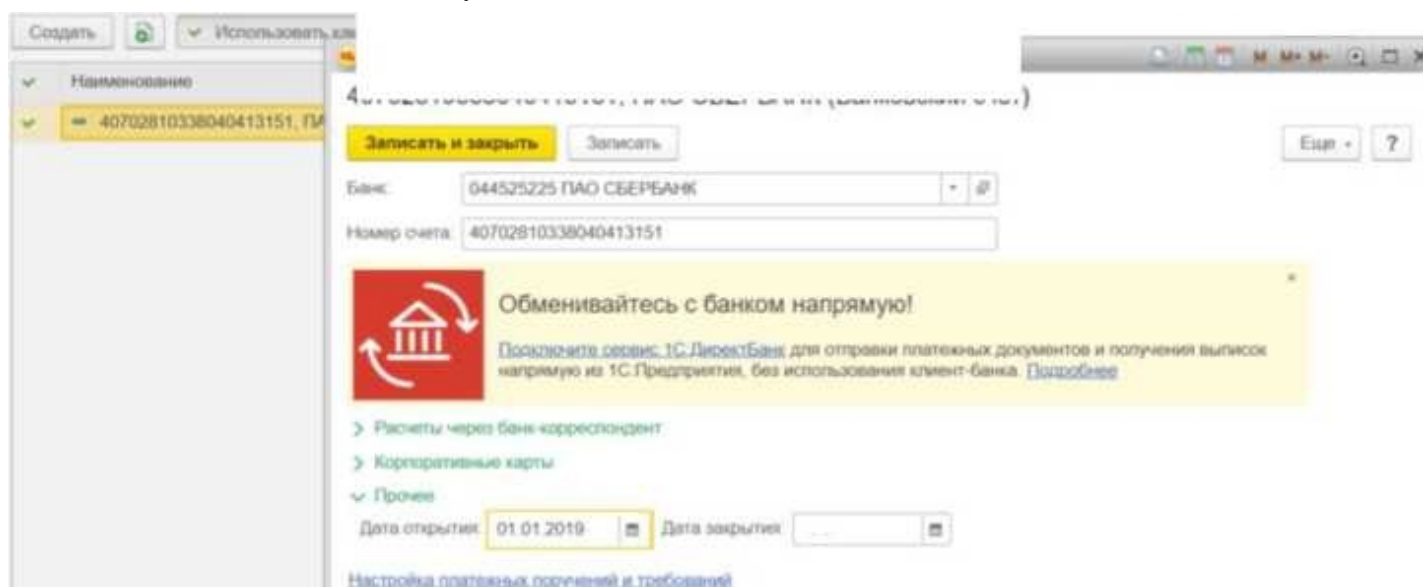 Создать
Использовать
Наименование
40702810338040413151, ПА
M M+ M-
(Банковский счет)
Записать и закрыть
Записать
Еще
?
Банк:
044525225 ПАО СБЕРБАНК
Номер счета:
40702810338040413151
Обменивайтесь с банком напрямую!
Подключите сервис 1С:ДиректБанк для отправки платежных документов и получения выписок
напрямую из 1С:Предприятия, без использования клиент-банка. Подробнее
Расчеты через банк-корреспондент
Корпоративные карты
Прочее
Дата открытия: 01.01.2019 Дата закрытия: . .
Настройка платежных поручений и требований